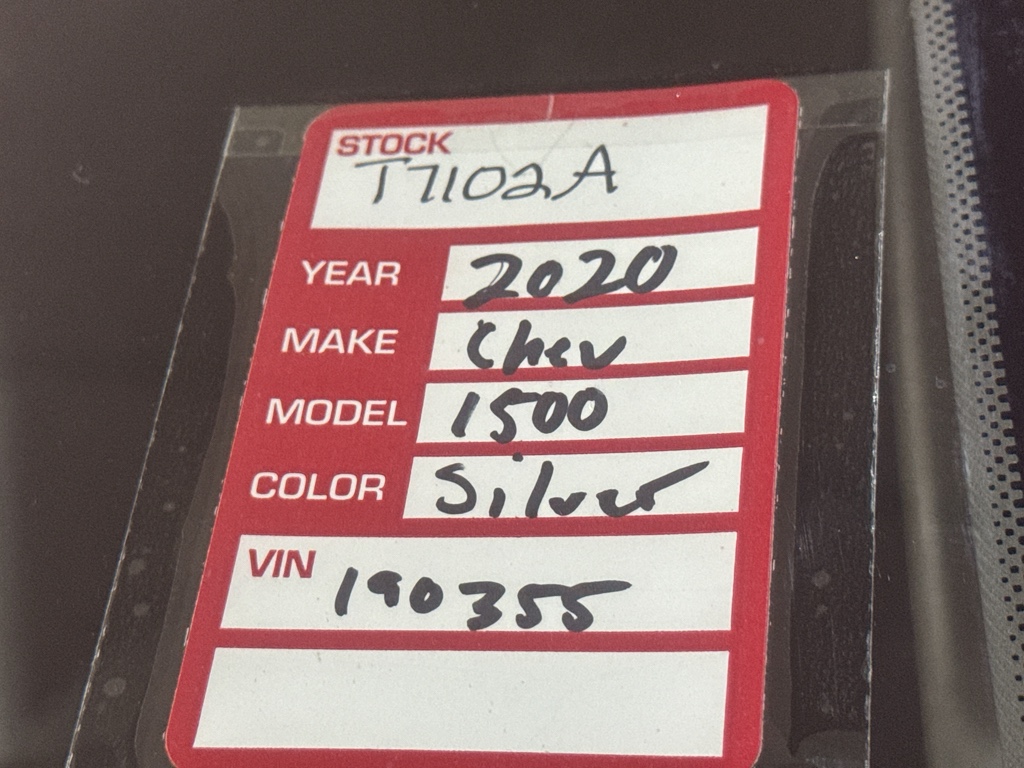 STOCK
T7102A
YEAR 2020
MAKE Chev
MODEL 1500
COLOR Silver
VIN 190355